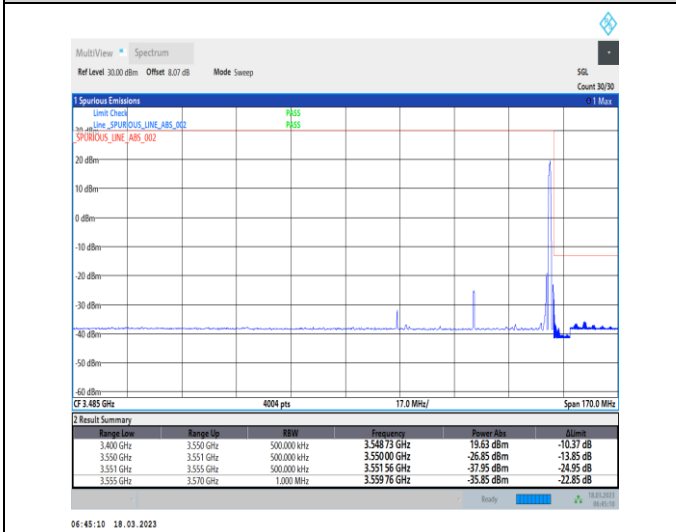 MultiView Spectrum
Ref Level 30.00 dBm Offset 8.07 dB Mode Sweep SGL
Count 30/30
1 Spurious Emissions 1 Max
Limit Check PASS
Line _SPURIOUS_LINE_ABS_002 PASS
_SPURIOUS_LINE_ABS_002
20 dBm
10 dBm
0 dBm
-10 dBm
-20 dBm
-30 dBm
-40 dBm
-50 dBm
-60 dBm
CF 3.485 GHz 4004 pts 17.0 MHz/ Span 170.0 MHz
2 Result Summary
Range Low Range Up RBW Frequency Power Abs ΔLimit
3.400 GHz 3.550 GHz 500.000 kHz 3.548 73 GHz 19.63 dBm -10.37 dB
3.550 GHz 3.551 GHz 500.000 kHz 3.550 00 GHz -26.85 dBm -13.85 dB
3.551 GHz 3.555 GHz 500.000 kHz 3.551 56 GHz -37.95 dBm -24.95 dB
3.555 GHz 3.570 GHz 1.000 MHz 3.559 76 GHz -35.85 dBm -22.85 dB
Ready 18.03.2023
06:45:10
06:45:10 18.03.2023